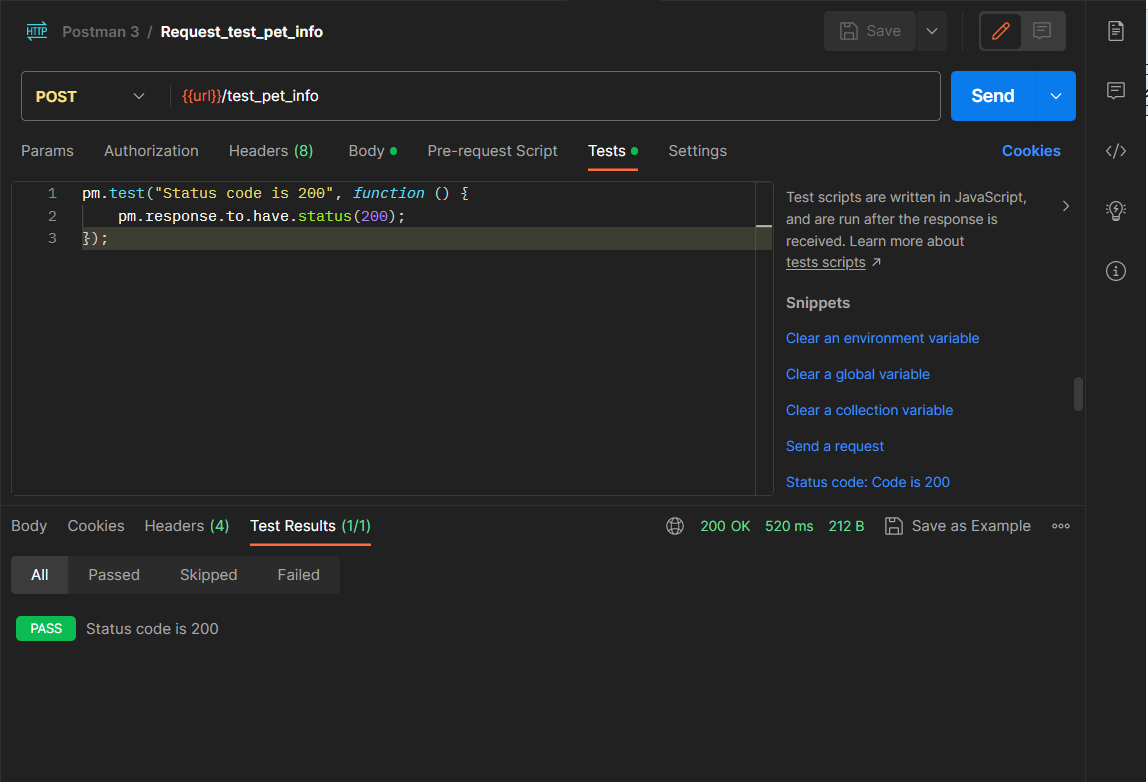 HTTP Postman 3 / Request_test_pet_info Save
POST {{url}}/test_pet_info Send
Params Authorization Headers (8) Body Pre-request Script Tests Settings Cookies
1 pm.test("Status code is 200", function () {
2 pm.response.to.have.status(200);
3 });
Test scripts are written in JavaScript,
and are run after the response is
received. Learn more about
tests scripts
Snippets
Clear an environment variable
Clear a global variable
Clear a collection variable
Send a request
Status code: Code is 200
Body Cookies Headers (4) Test Results (1/1) 200 OK 520 ms 212 B Save as Example
All Passed Skipped Failed
PASS Status code is 200